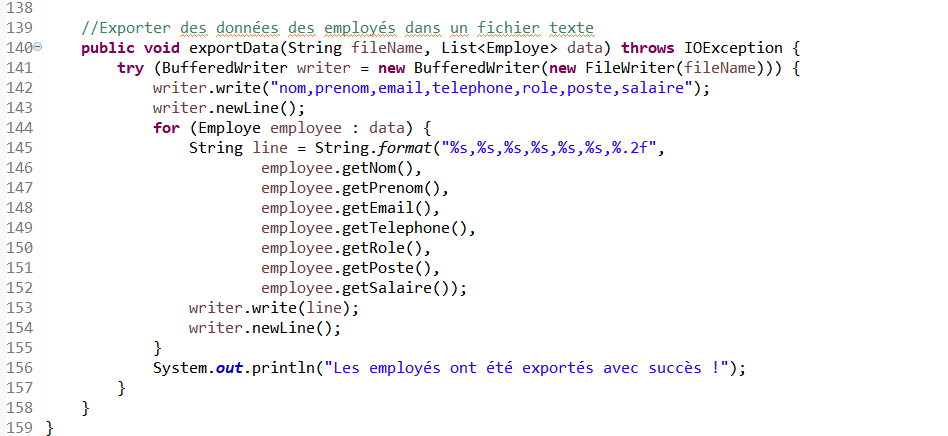 138
139     //Exporter des données des employés dans un fichier texte
140     public void exportData(String fileName, List<Employe> data) throws IOException {
141         try (BufferedWriter writer = new BufferedWriter(new FileWriter(fileName))) {
142             writer.write("nom,prenom,email,telephone,role,poste,salaire");
143             writer.newLine();
144             for (Employe employee : data) {
145                 String line = String.format("%s,%s,%s,%s,%s,%s,%.2f",
146                         employee.getNom(),
147                         employee.getPrenom(),
148                         employee.getEmail(),
149                         employee.getTelephone(),
150                         employee.getRole(),
151                         employee.getPoste(),
152                         employee.getSalaire());
153                 writer.write(line);
154                 writer.newLine();
155             }
156             System.out.println("Les employés ont été exportés avec succès !");
157         }
158     }
159 }